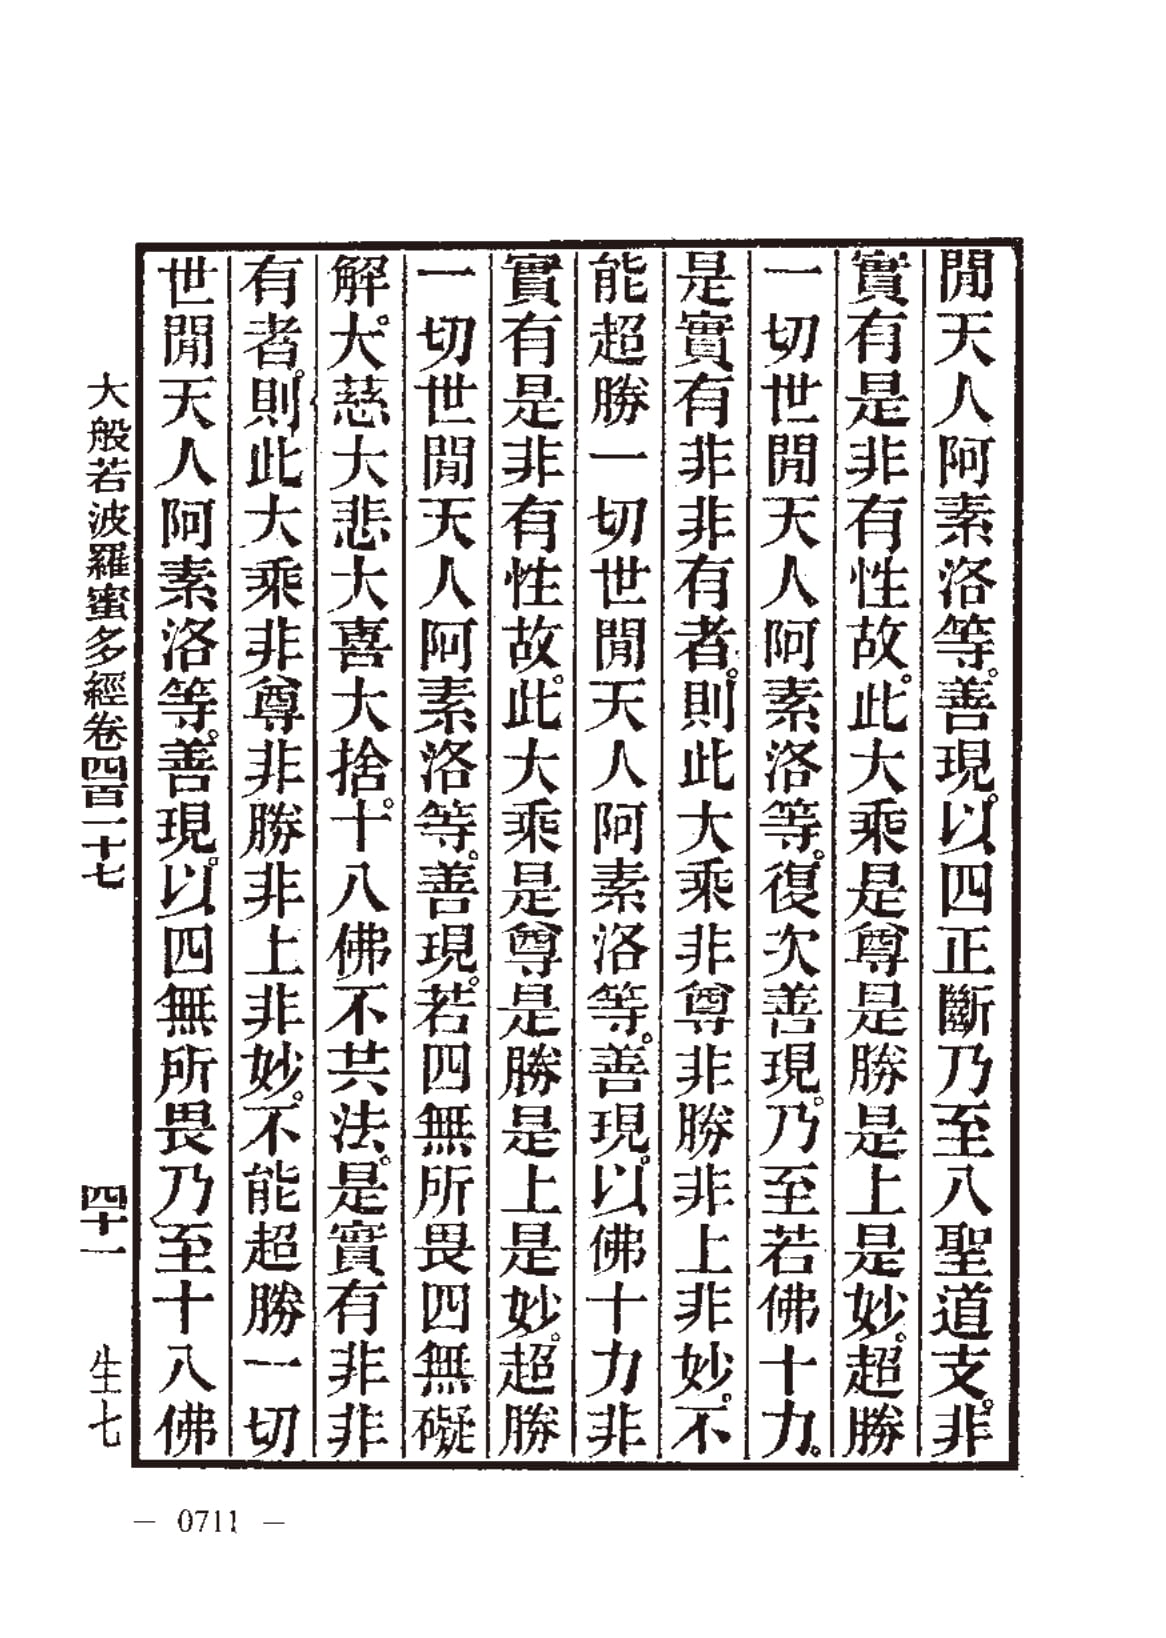 閒天人阿素洛等。善現。以四正斷乃至八聖道支。非
實有是非有性故。此大乘是尊是勝是上是妙。超勝
一切世閒天人阿素洛等。復次善現。乃至若佛十力。
是實有非非有者。則此大乘非尊非勝非上非妙。不
能超勝一切世閒天人阿素洛等。善現。以佛十力非
實有是非有性故。此大乘是尊是勝是上是妙。超勝
一切世閒天人阿素洛等。善現。若四無所畏四無礙
解。大慈大悲大喜大捨。十八佛不共法。是實有非非
有者。則此大乘非尊非勝非上非妙。不能超勝一切
世閒天人阿素洛等。善現。以四無所畏乃至十八佛
大般若波羅蜜多經卷四百一十七 四十一 生七
— 0711 —